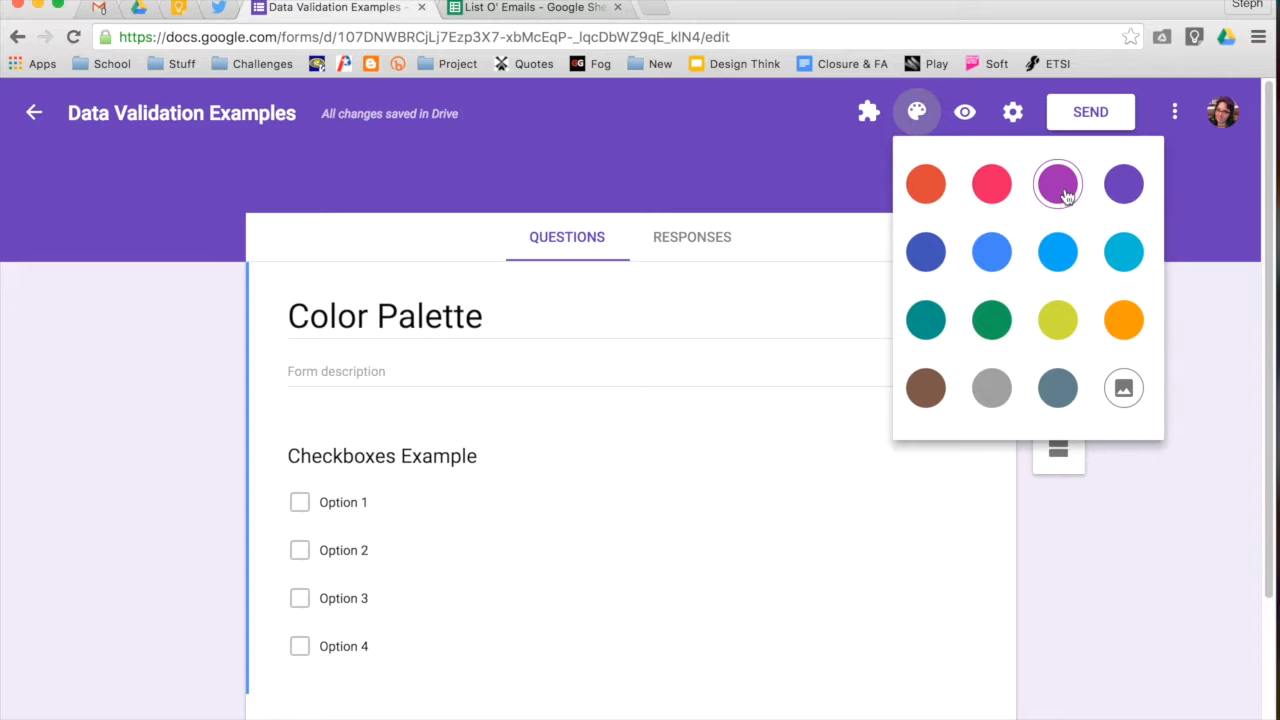 Steph
Data Validation Examples -
List O' Emails - Google She
https://docs.google.com/forms/d/107DNWBRCjLj7Ezp3X7-xbMcEqP-_lqcDbWZ9qE_klN4/edit
Apps School Stuff Challenges Project Quotes Fog New Design Think Closure & FA Play Soft ETSI
Data Validation Examples All changes saved in Drive SEND
QUESTIONS RESPONSES
Color Palette
Form description
Checkboxes Example
Option 1
Option 2
Option 3
Option 4